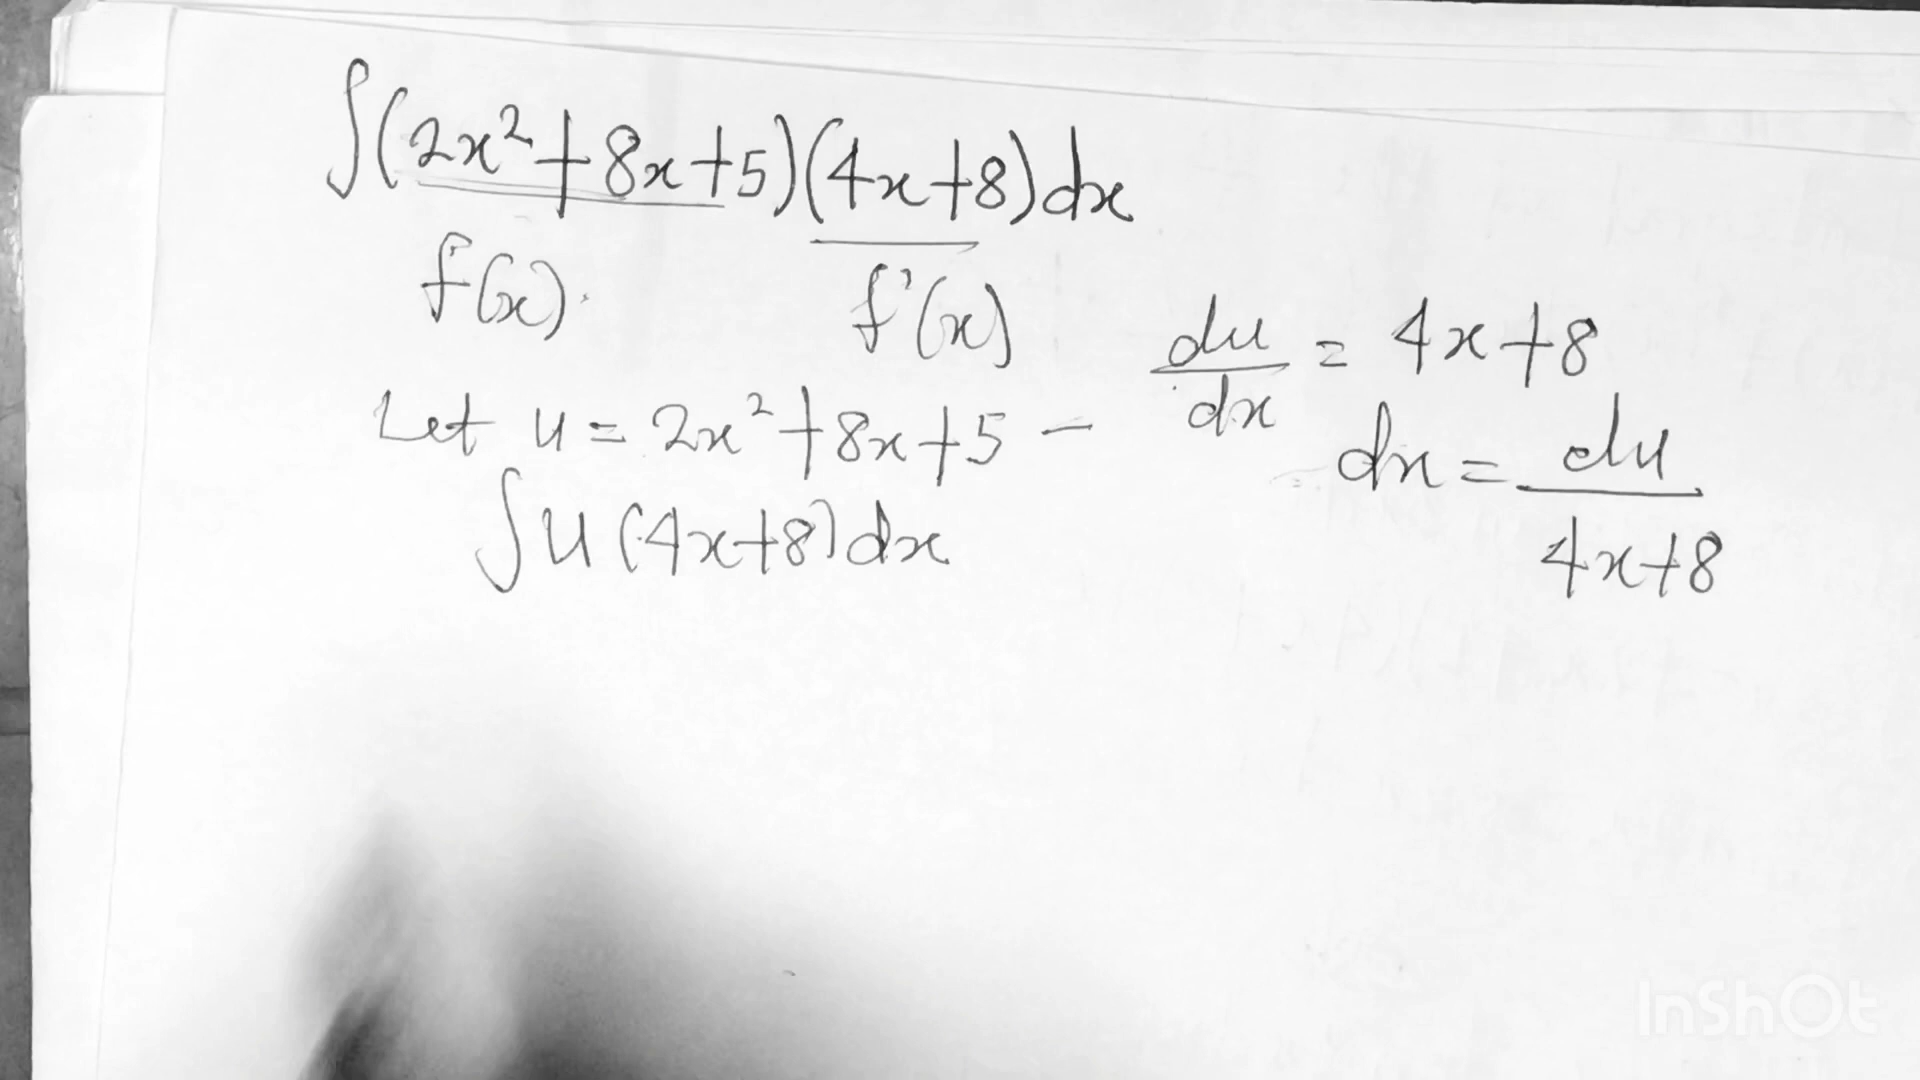 ∫(2x²+8x+5)(4x+8)dx
f(x). f'(x)
du/dx = 4x+8
Let u = 2x²+8x+5 -
dx = du/4x+8
∫u(4x+8)dx
InShOt